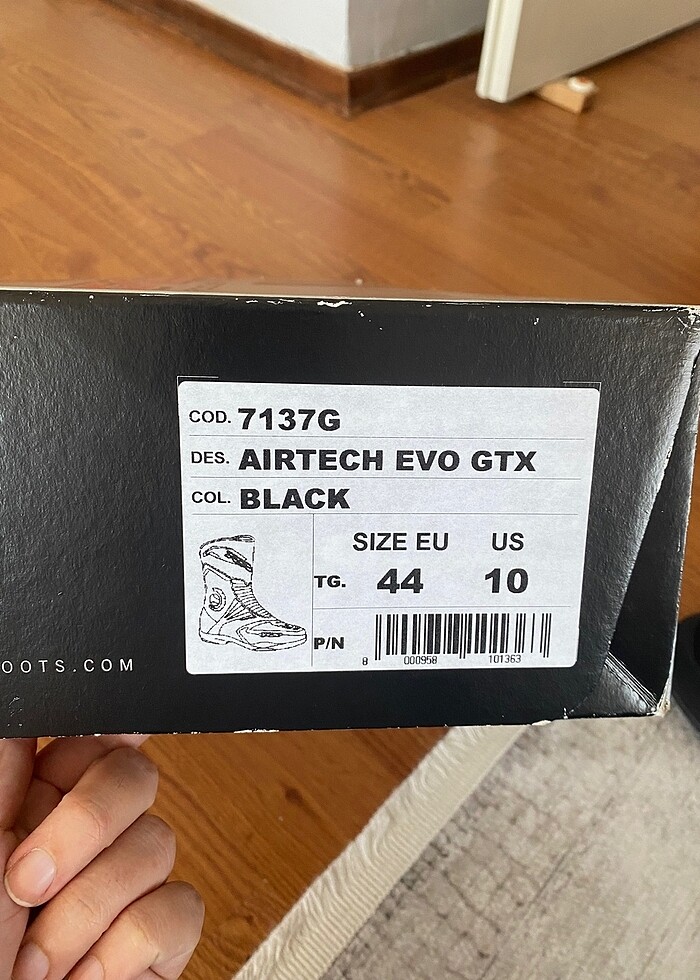 COD. 7137G
DES. AIRTECH EVO GTX
COL. BLACK
SIZE EU US
TG. 44 10
P/N
8 000958 101363
OOTS.COM